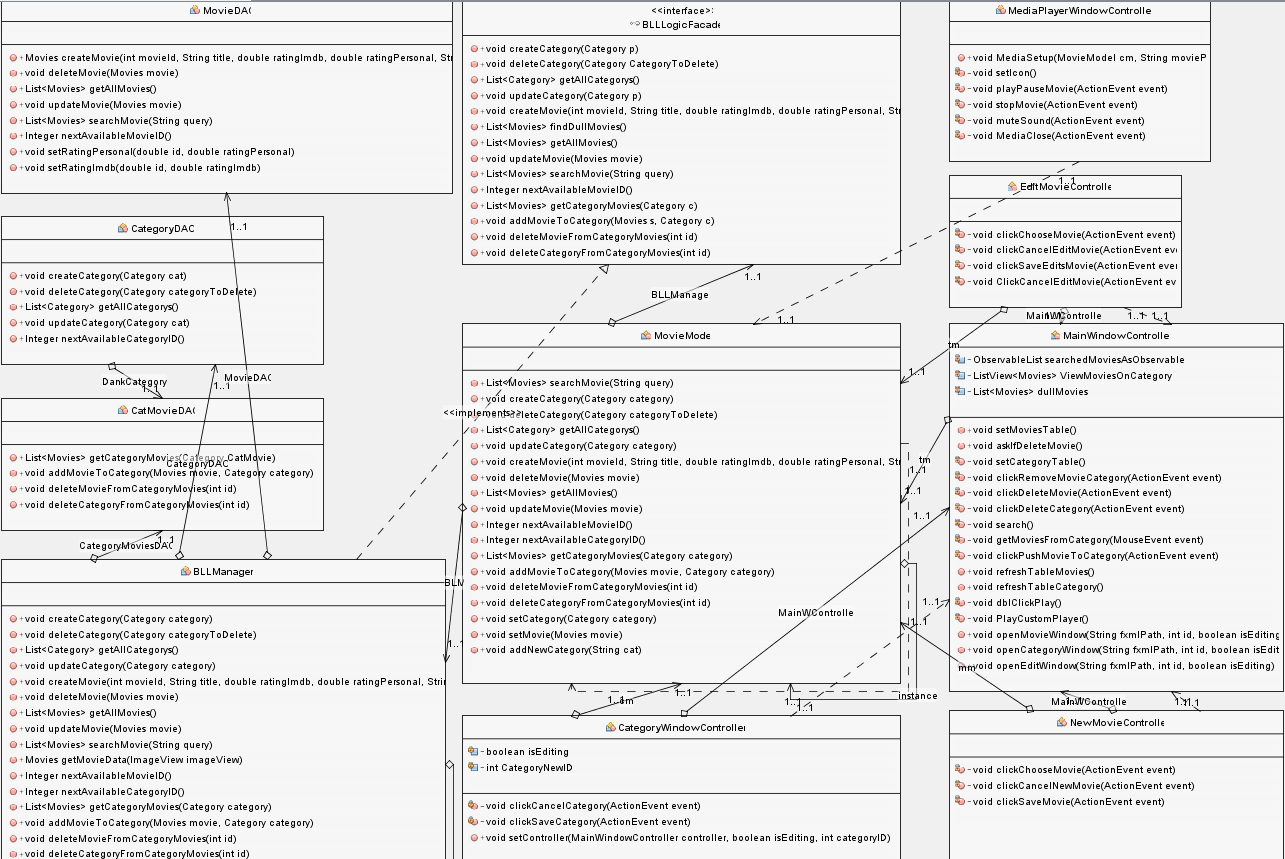 MovieDAC
+Movies createMovie(int movieId, String title, double ratingImdb, double ratingPersonal, Str
+void deleteMovie(Movies movie)
+List<Movies> getAllMovies()
+void updateMovie(Movies movie)
+List<Movies> searchMovie(String query)
+Integer nextAvailableMovieID()
+void setRatingPersonal(double id, double ratingPersonal)
+void setRatingImdb(double id, double ratingImdb)
1..1
CategoryDAC
+void createCategory(Category cat)
+void deleteCategory(Category categoryToDelete)
+List<Category> getAllCategorys()
+void updateCategory(Category cat)
+Integer nextAvailableCategoryID()
DankCategory
1..1
MovieDAC
1..1
CatMovieDAC
+List<Movies> getCategoryMovies(Category CatMovie)
CategoryDAC
+void addMovieToCategory(Movies movie, Category category)
+void deleteMovieFromCategoryMovies(int id)
+void deleteCategoryFromCategoryMovies(int id)
CategoryMoviesDAC
1..1
BLLManager
+void createCategory(Category category)
+void deleteCategory(Category categoryToDelete)
+List<Category> getAllCategorys()
+void updateCategory(Category category)
+void createMovie(int movieId, String title, double ratingImdb, double ratingPersonal, Strin
+void deleteMovie(Movies movie)
+List<Movies> getAllMovies()
+void updateMovie(Movies movie)
+List<Movies> searchMovie(String query)
+Movies getMovieData(ImageView imageView)
+Integer nextAvailableMovieID()
+Integer nextAvailableCategoryID()
+List<Movies> getCategoryMovies(Category category)
+void addMovieToCategory(Movies movie, Category category)
+void deleteMovieFromCategoryMovies(int id)
+void deleteCategoryFromCategoryMovies(int id)
<<interface>>
BLLLogicFacade
+void createCategory(Category p)
+void deleteCategory(Category CategoryToDelete)
+List<Category> getAllCategorys()
+void updateCategory(Category p)
+void createMovie(int movieId, String title, double ratingImdb, double ratingPersonal, Str
+List<Movies> findDullMovies()
+List<Movies> getAllMovies()
+void updateMovie(Movies movie)
+List<Movies> searchMovie(String query)
+Integer nextAvailableMovieID()
+List<Movies> getCategoryMovies(Category c)
+void addMovieToCategory(Movies s, Category c)
+void deleteMovieFromCategoryMovies(int id)
+void deleteCategoryFromCategoryMovies(int id)
1..1
BLLManage
1..1
<<implements>>
BLM
1..1
MovieMode
+List<Movies> searchMovie(String query)
+void createCategory(Category category)
+void deleteCategory(Category categoryToDelete)
+List<Category> getAllCategorys()
+void updateCategory(Category category)
+void createMovie(int movieId, String title, double ratingImdb, double ratingPersonal, Str
+void deleteMovie(Movies movie)
+List<Movies> getAllMovies()
+void updateMovie(Movies movie)
+Integer nextAvailableMovieID()
+Integer nextAvailableCategoryID()
+List<Movies> getCategoryMovies(Category category)
+void addMovieToCategory(Movies movie, Category category)
+void deleteMovieFromCategoryMovies(int id)
+void deleteCategoryFromCategoryMovies(int id)
+void setCategory(Category category)
+void setMovie(Movies movie)
+void addNewCategory(String cat)
MainWController
1..1
instance
CategoryWindowController
-boolean isEditing
-int CategoryNewID
-void clickCancelCategory(ActionEvent event)
-void clickSaveCategory(ActionEvent event)
+void setController(MainWindowController controller, boolean isEditing, int categoryID)
MediaPlayerWindowControlle
+void MediaSetup(MovieModel cm, String movieP
-void setIcon()
-void playPauseMovie(ActionEvent event)
-void stopMovie(ActionEvent event)
-void muteSound(ActionEvent event)
-void MediaClose(ActionEvent event)
1..1
EditMovieControlle
-void clickChooseMovie(ActionEvent event)
-void clickCancelEditMovie(ActionEvent eve
-void clickSaveEditsMovie(ActionEvent eve
-void ClickCancelEditMovie(ActionEvent ev
1..1
1..1
tm
MainWindowControlle
-ObservableList searchedMoviesAsObservable
-ListView<Movies> ViewMoviesOnCategory
-List<Movies> dullMovies
+void setMoviesTable()
+void askIfDeleteMovie()
+void setCategoryTable()
-void clickRemoveMovieCategory(ActionEvent event)
-void clickDeleteMovie(ActionEvent event)
-void clickDeleteCategory(ActionEvent event)
-void search()
-void getMoviesFromCategory(MouseEvent event)
-void clickPushMovieToCategory(ActionEvent event)
+void refreshTableMovies()
+void refreshTableCategory()
-void dblClickPlay()
-void PlayCustomPlayer()
+void openMovieWindow(String fxmlPath, int id, boolean isEditing
+void openCategoryWindow(String fxmlPath, int id, boolean isEdit
+void openEditWindow(String fxmlPath, int id, boolean isEditing)
tm
1..1
1..1
1..1
1..1
1..1
mm
MainWController
NewMovieControlle
-void clickChooseMovie(ActionEvent event)
-void clickCancelNewMovie(ActionEvent event)
-void clickSaveMovie(ActionEvent event)